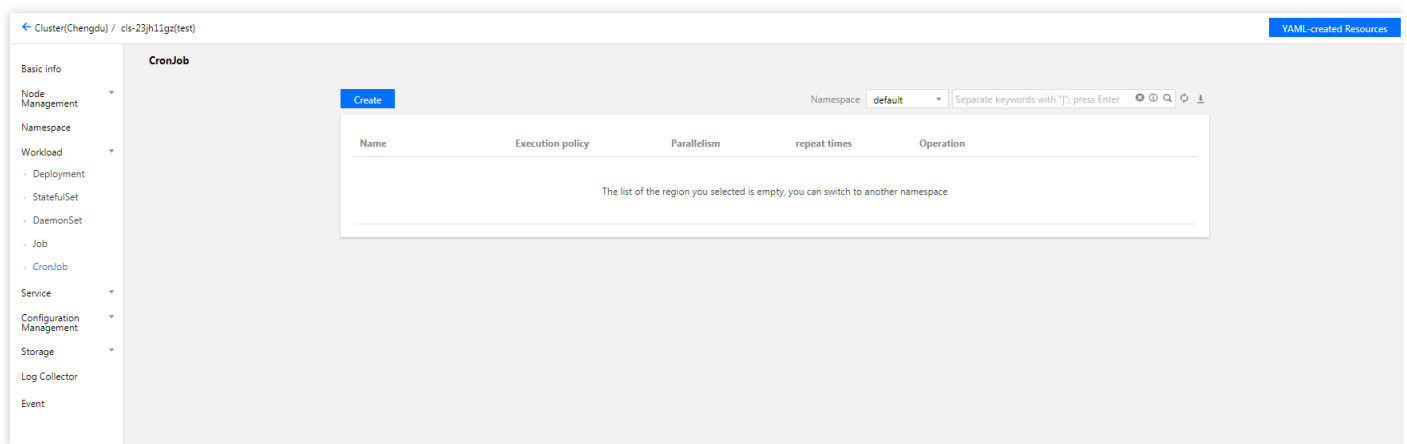 Cluster(Chengdu) / cls-23jh11gz(test)
YAML-created Resources
Basic info
Node
Management
Namespace
Workload
Deployment
StatefulSet
DaemonSet
Job
CronJob
Service
Configuration
Management
Storage
Log Collector
Event
CronJob
Create
Namespace default Separate keywords with "|"; press Enter
Name Execution policy Parallelism repeat times Operation
The list of the region you selected is empty, you can switch to another namespace